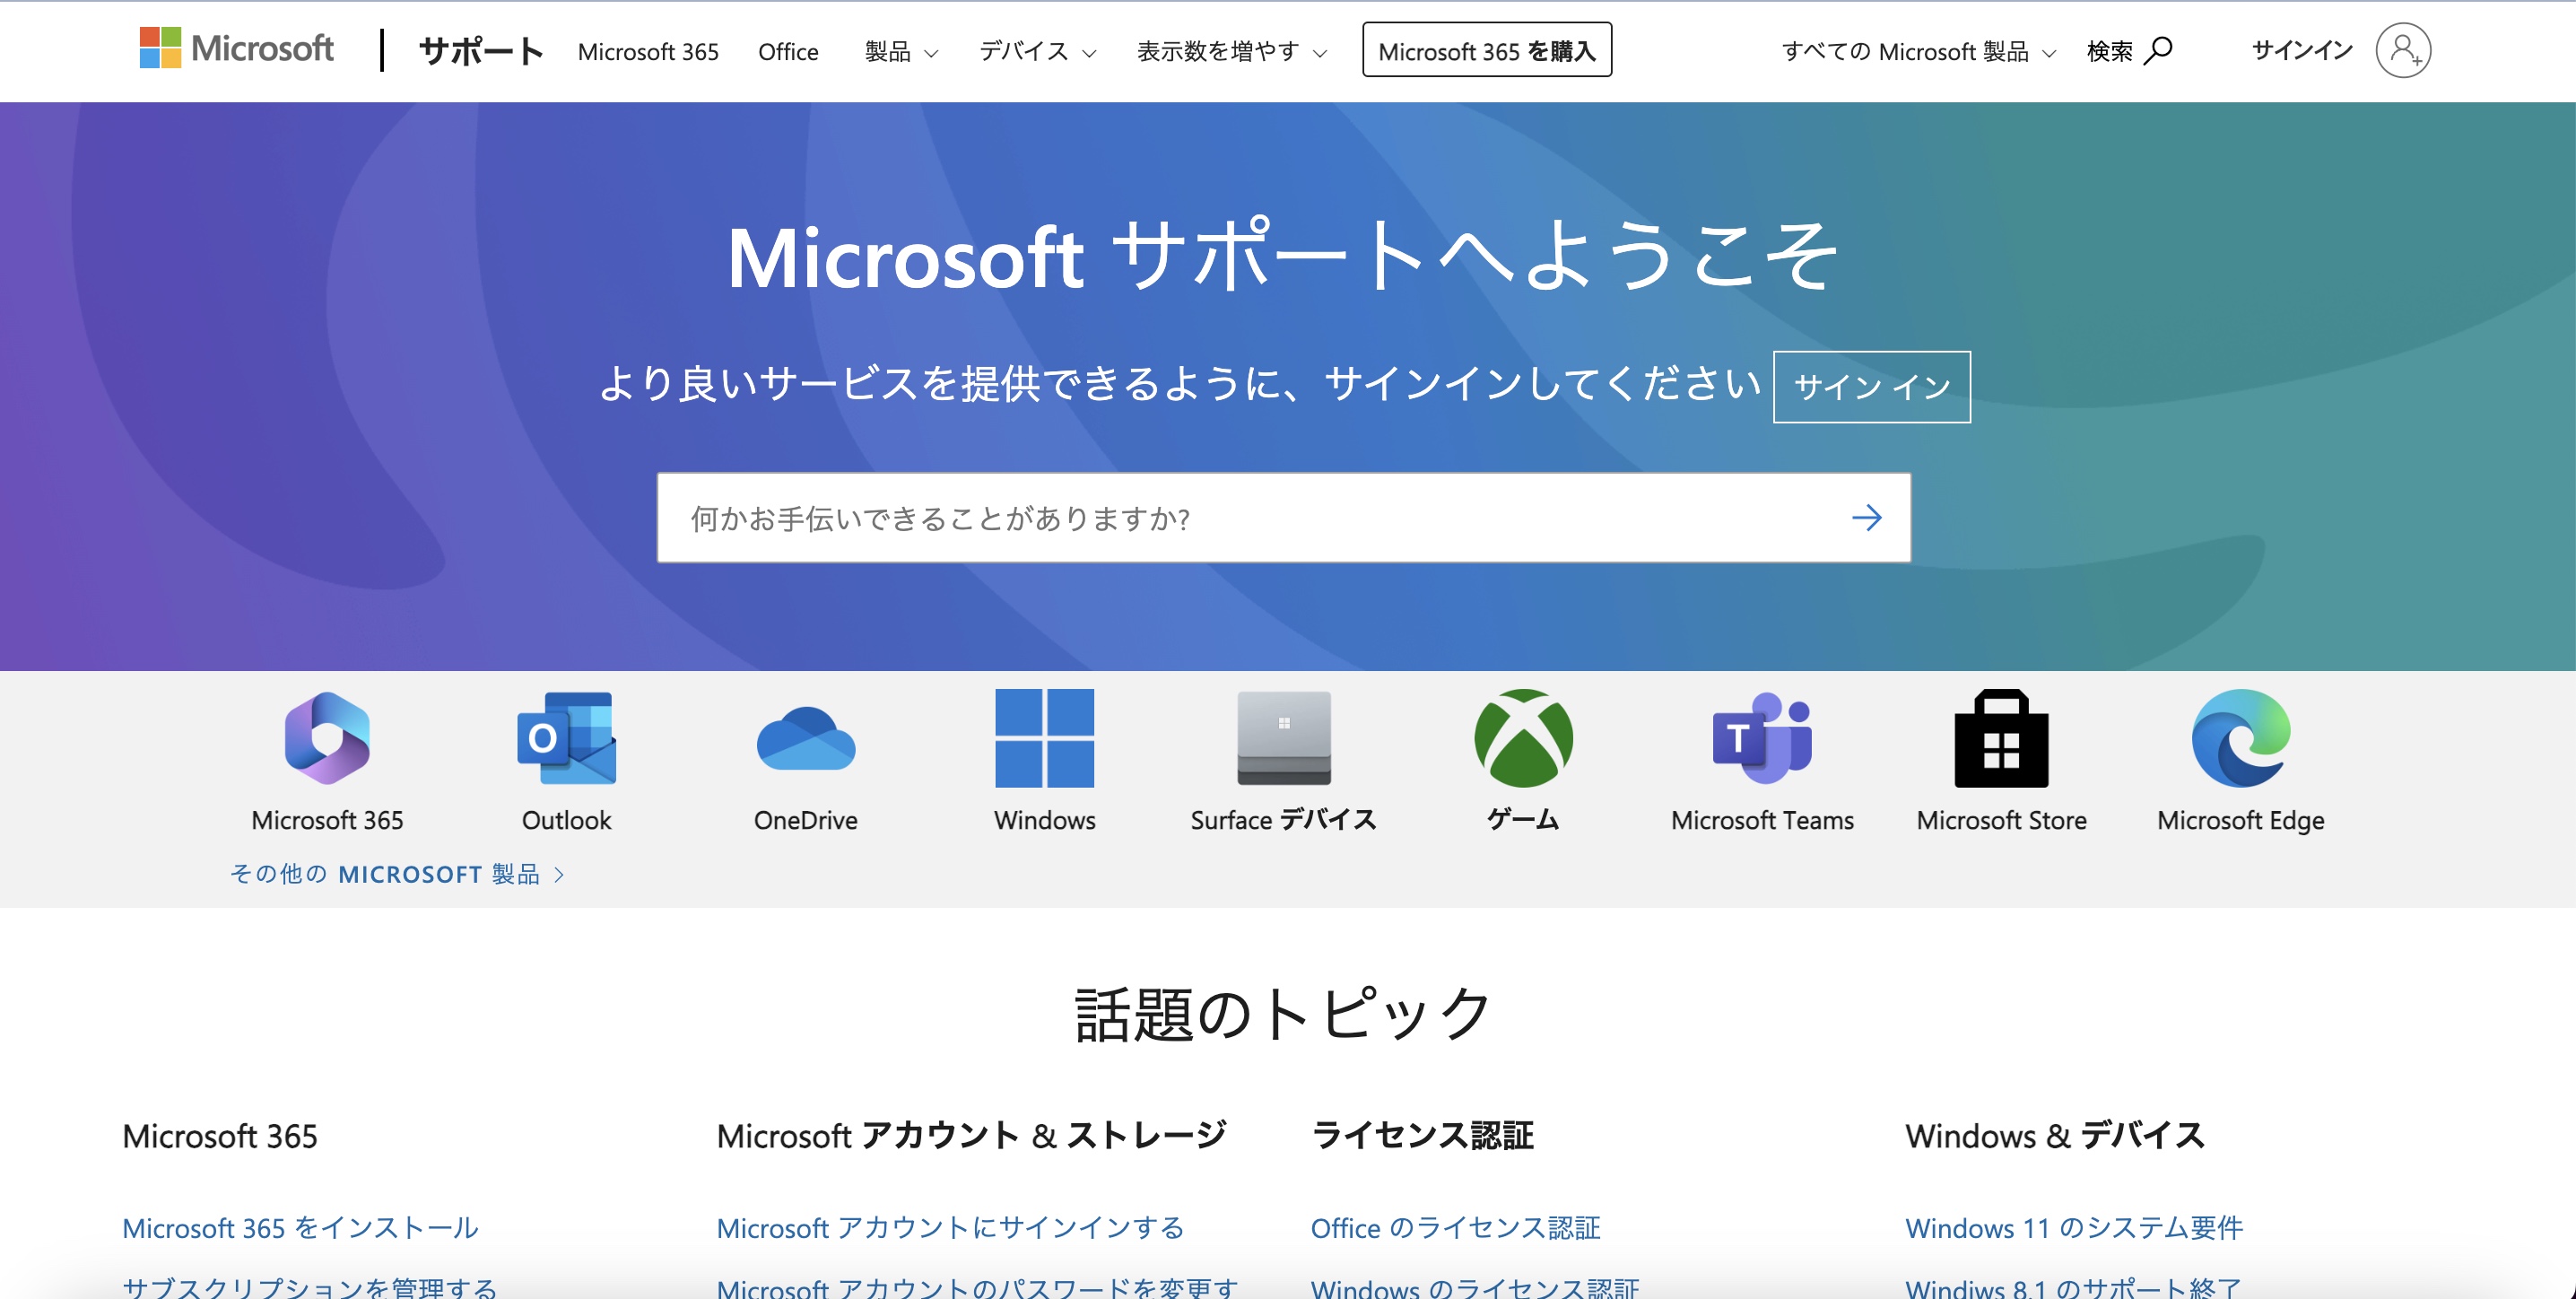 Microsoft サポート Microsoft 365 Office 製品 デバイス 表示数を増やす Microsoft 365 を購入 すべての Microsoft 製品 検索 サインイン
Microsoft サポートへようこそ
より良いサービスを提供できるように、サインインしてください サイン イン
何かお手伝いできることがありますか?
Microsoft 365 Outlook OneDrive Windows Surface デバイス ゲーム Microsoft Teams Microsoft Store Microsoft Edge
その他の MICROSOFT 製品
話題のトピック
Microsoft 365 Microsoft アカウント & ストレージ ライセンス認証 Windows & デバイス
Microsoft 365 をインストール Microsoft アカウントにサインインする Office のライセンス認証 Windows 11 のシステム要件
サブスクリプションを管理する Microsoft アカウントのパスワードを変更す Windows のライセンス認証 Windiws 8.1 のサポート終了